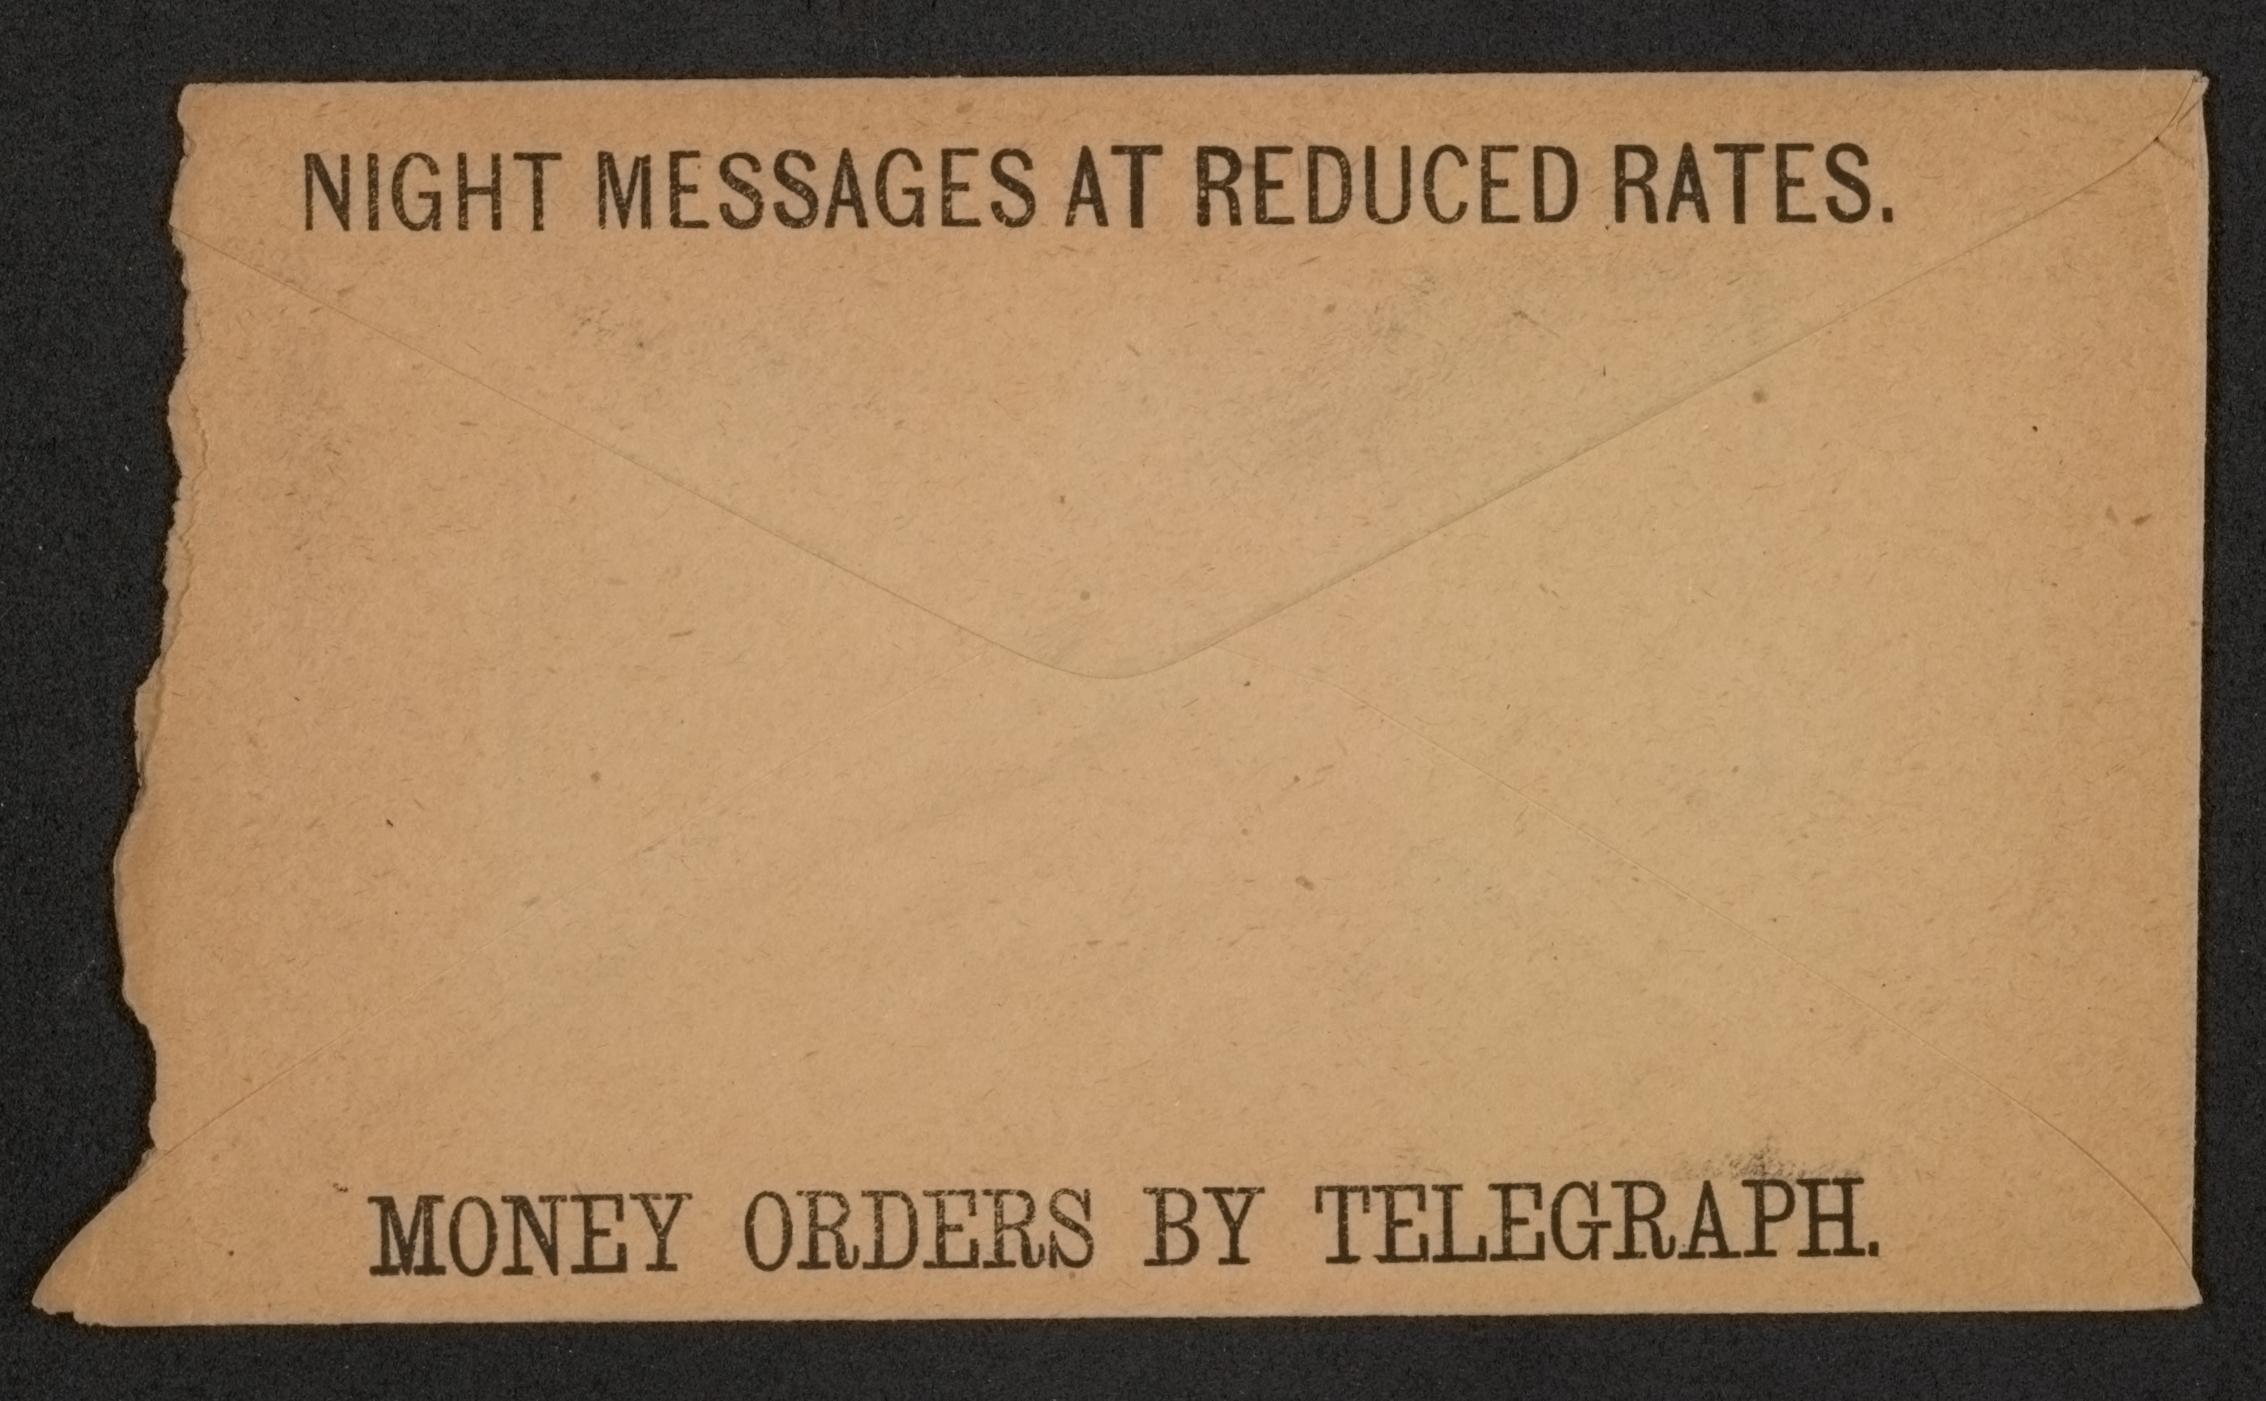 NIGHT MESSAGES AT REDUCED RATES.
MONEY ORDERS BY TELEGRAPH.